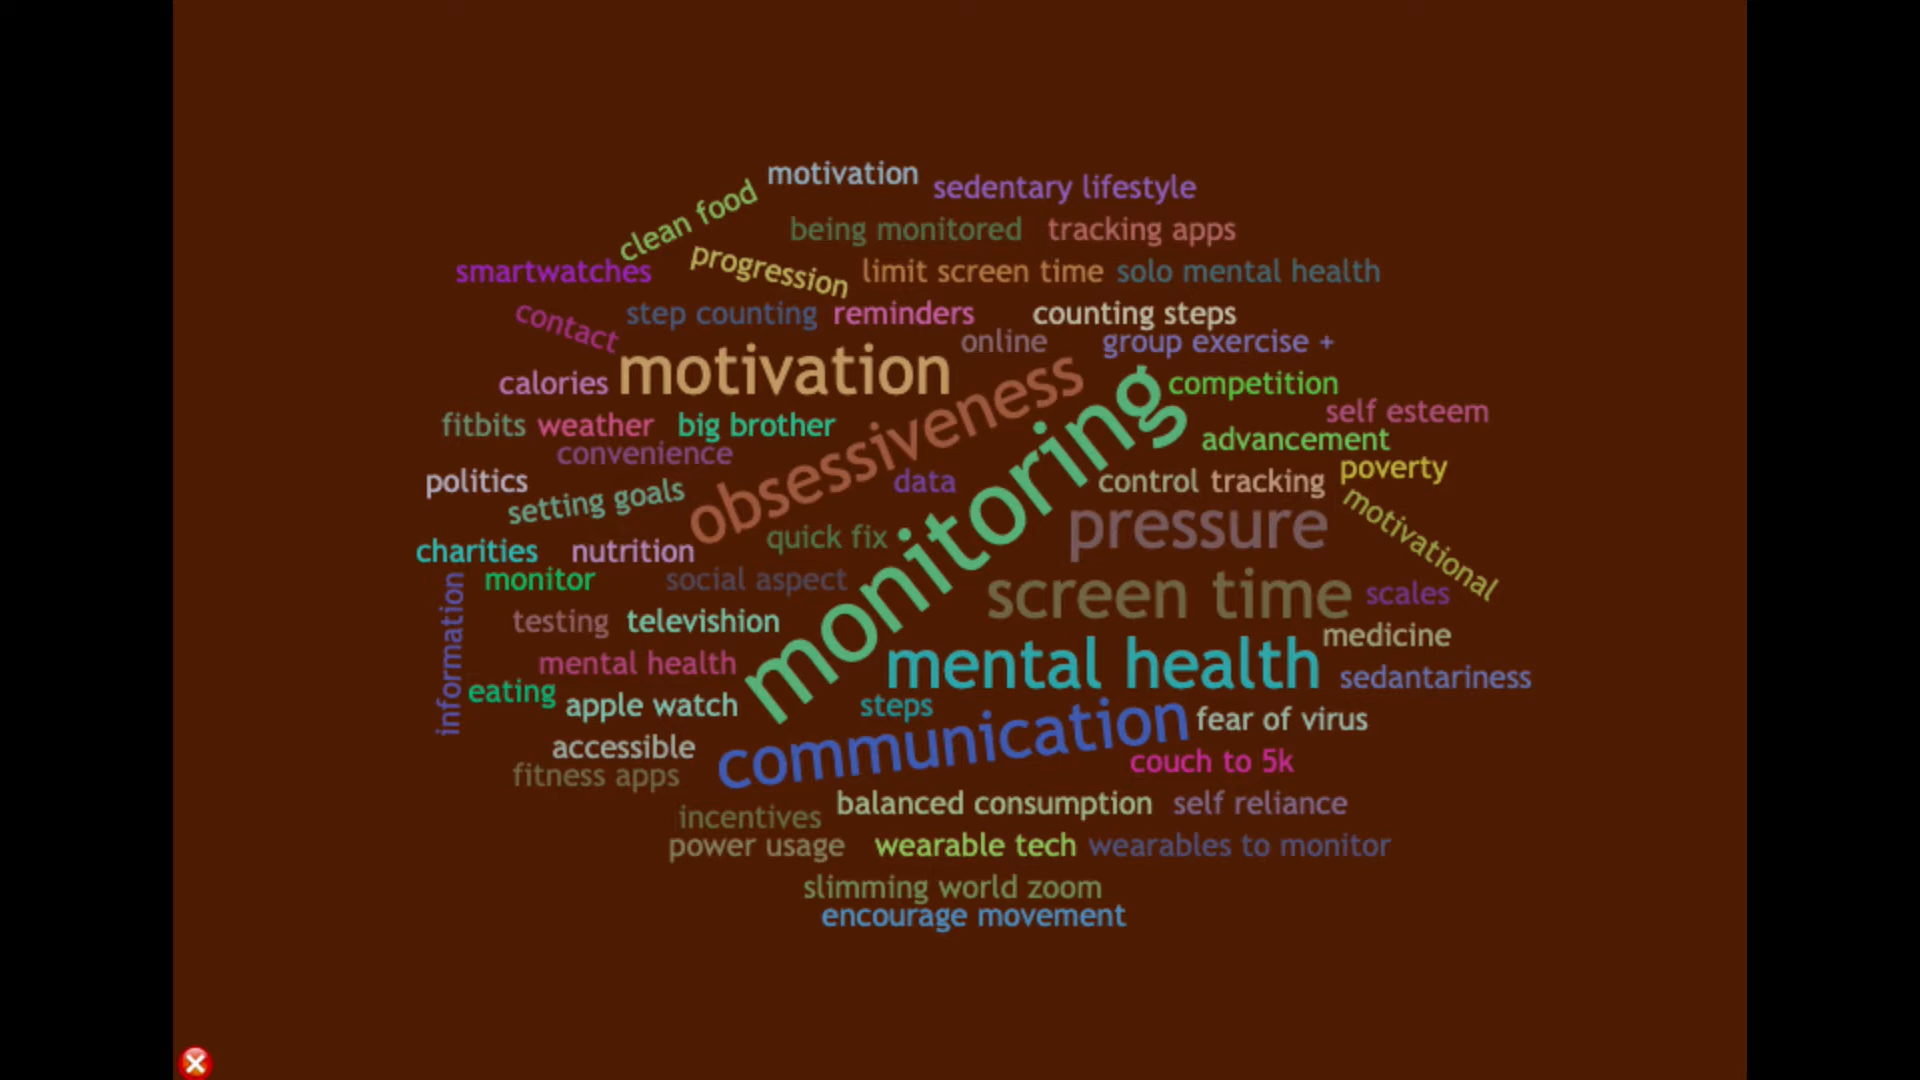 motivation
sedentary lifestyle
clean food
being monitored
tracking apps
smartwatches
progression
limit screen time
solo mental health
contact
step counting
reminders
counting steps
online
group exercise +
calories
motivation
obsessiveness
monitoring
competition
self esteem
fitbits
weather
big brother
advancement
convenience
politics
setting goals
data
control
tracking
poverty
motivational
pressure
quick fix
charities
nutrition
monitor
social aspect
screen time
scales
information
testing
televishion
medicine
mental health
mental health
sedantariness
eating
apple watch
steps
communication
fear of virus
accessible
couch to 5k
fitness apps
incentives
balanced consumption
self reliance
power usage
wearable tech
wearables to monitor
slimming world zoom
encourage movement